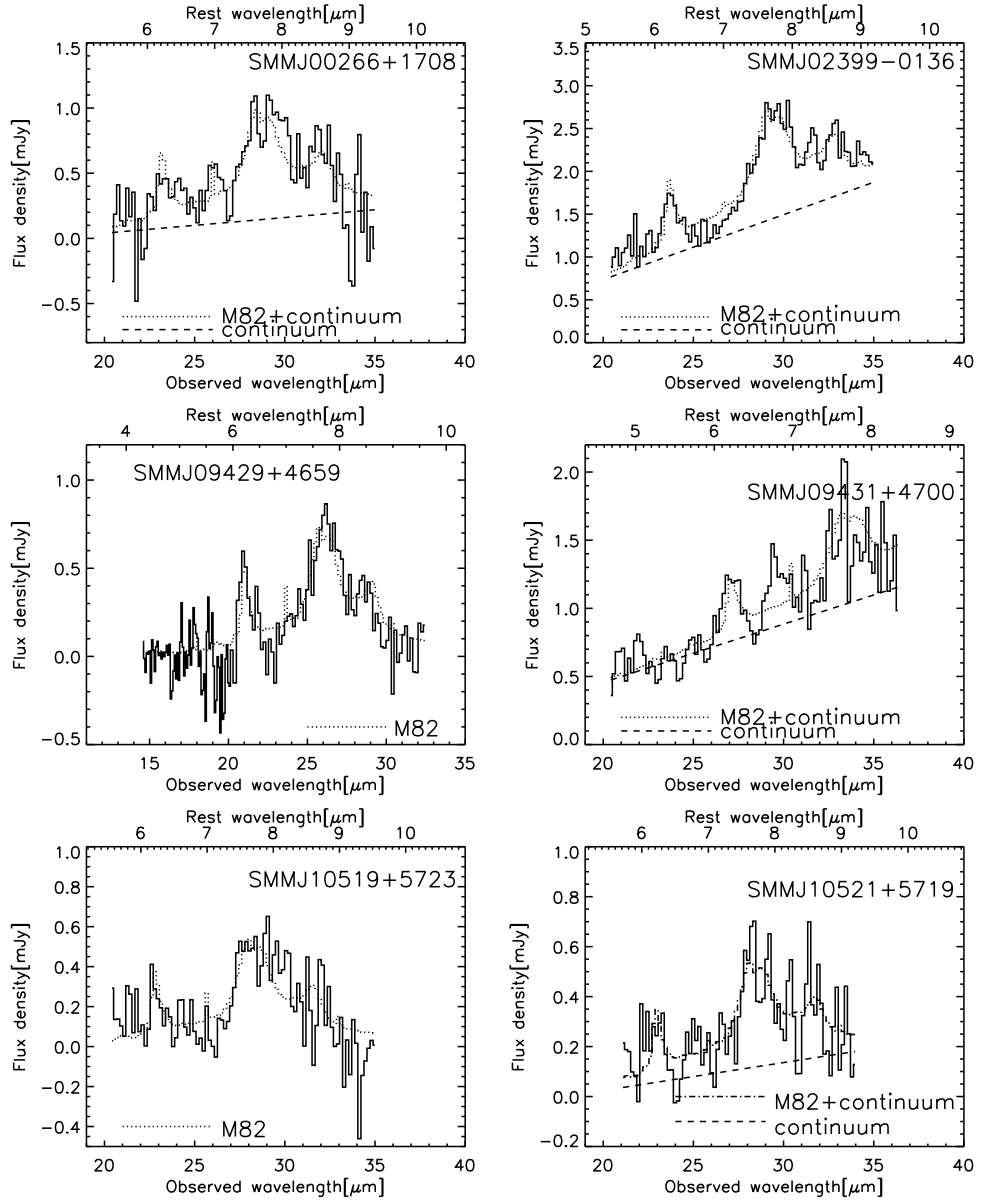 Rest wavelength[μm]
6 7 8 9 10
1.5
1.0
0.5
0.0
−0.5
Flux density[mJy]
SMMJ00266+1708
M82+continuum
continuum
20 25 30 35 40
Observed wavelength[μm]
Rest wavelength[μm]
5 6 7 8 9 10
3.5
3.0
2.5
2.0
1.5
1.0
0.5
0.0
Flux density[mJy]
SMMJ02399−0136
M82+continuum
continuum
20 25 30 35 40
Observed wavelength[μm]
Rest wavelength[μm]
4 6 8 10
1.0
0.5
0.0
−0.5
Flux density[mJy]
SMMJ09429+4659
M82
15 20 25 30 35
Observed wavelength[μm]
Rest wavelength[μm]
5 6 7 8 9
2.0
1.5
1.0
0.5
0.0
Flux density[mJy]
SMMJ09431+4700
M82+continuum
continuum
20 25 30 35 40
Observed wavelength[μm]
Rest wavelength[μm]
6 7 8 9 10
1.0
0.8
0.6
0.4
0.2
0.0
−0.2
−0.4
Flux density[mJy]
SMMJ10519+5723
M82
20 25 30 35 40
Observed wavelength[μm]
Rest wavelength[μm]
6 7 8 9 10
1.0
0.8
0.6
0.4
0.2
0.0
−0.2
Flux density[mJy]
SMMJ10521+5719
M82+continuum
continuum
20 25 30 35 40
Observed wavelength[μm]